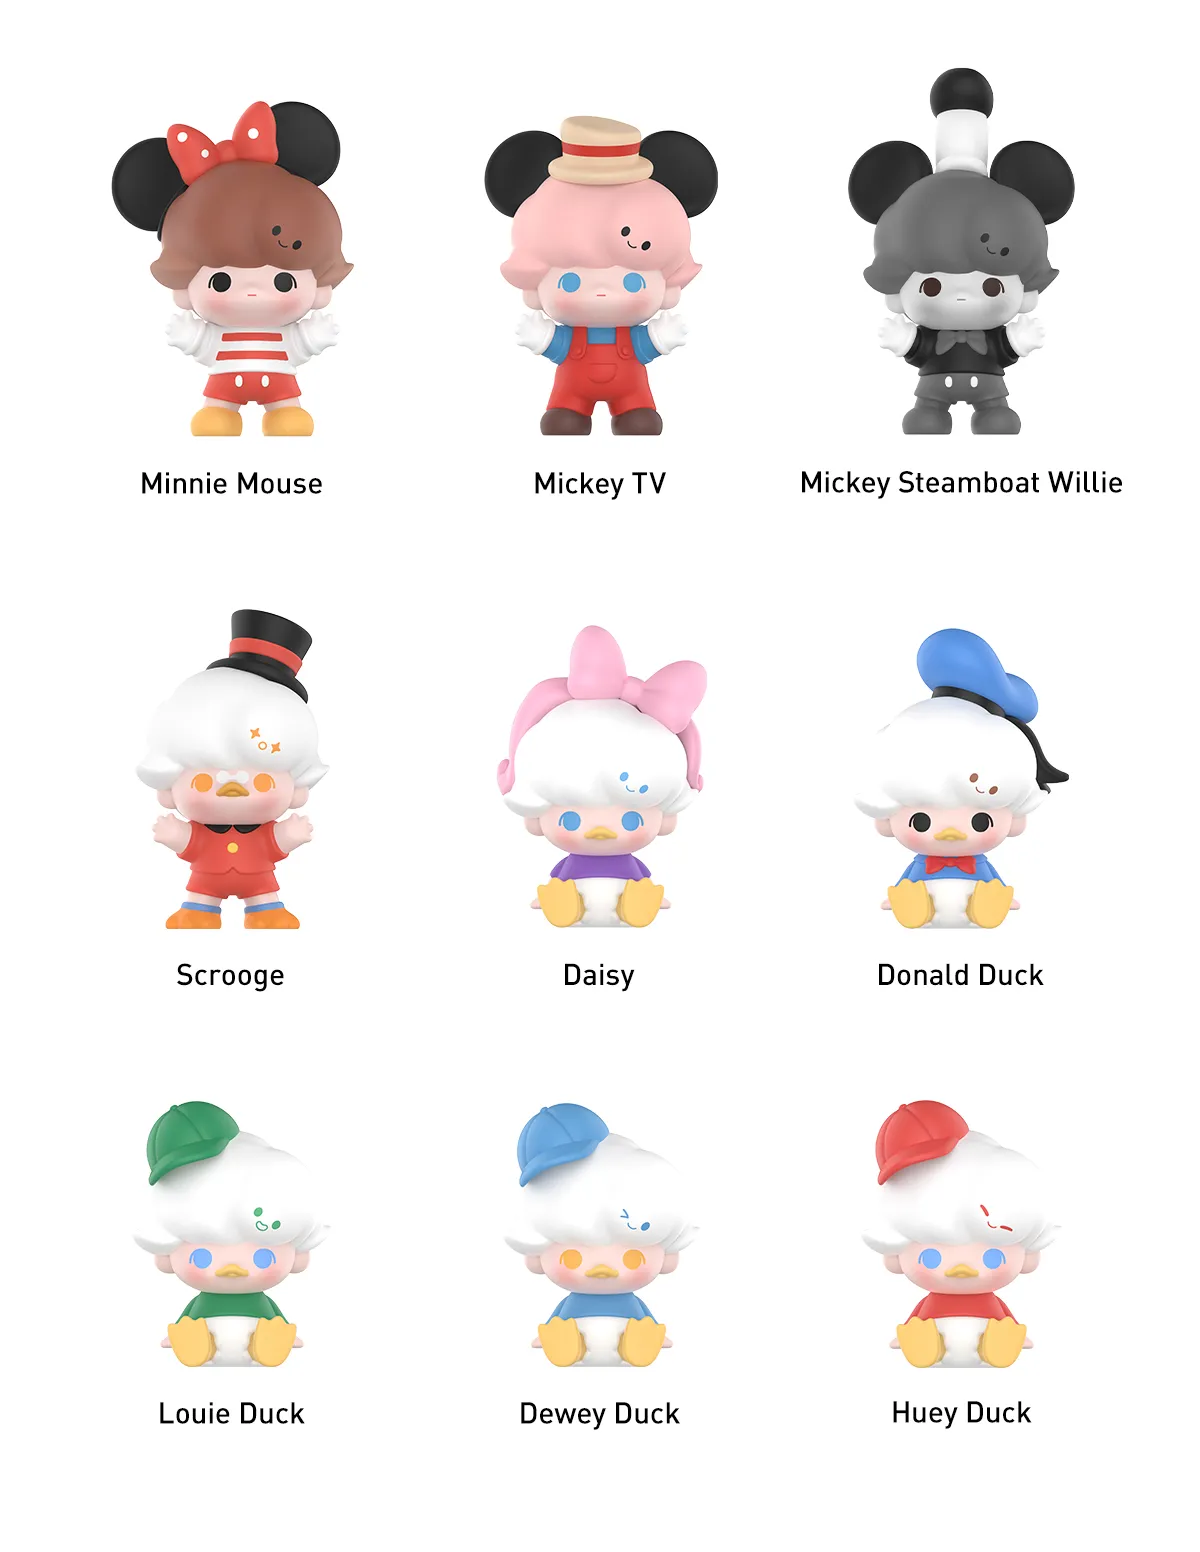 Minnie Mouse
Mickey TV
Mickey Steamboat Willie
Scrooge
Daisy
Donald Duck
Louie Duck
Dewey Duck
Huey Duck